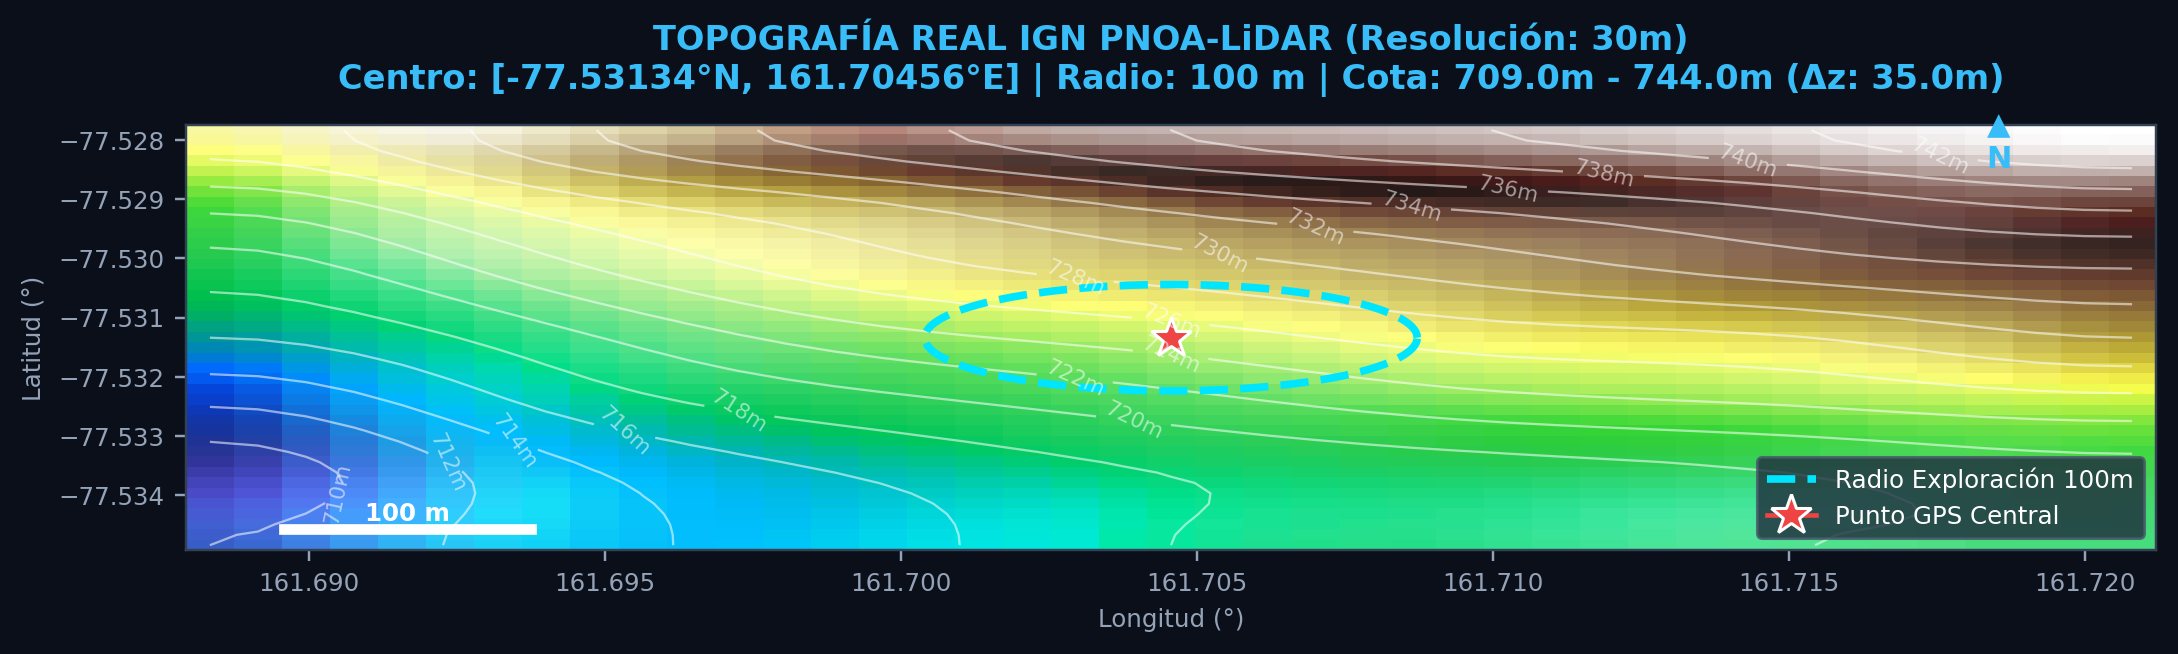 TOPOGRAFÍA REAL IGN PNOA-LiDAR (Resolución: 30m)
Centro: [-77.53134°N, 161.70456°E] | Radio: 100 m | Cota: 709.0m - 744.0m (Δz: 35.0m)
−77.528
−77.529
−77.530
−77.531
−77.532
−77.533
−77.534
Latitud (°)
N
742m
740m
738m
736m
734m
732m
730m
728m
726m
724m
722m
720m
718m
716m
714m
712m
710m
100 m
Radio Exploración 100m
Punto GPS Central
161.690
161.695
161.700
161.705
161.710
161.715
161.720
Longitud (°)